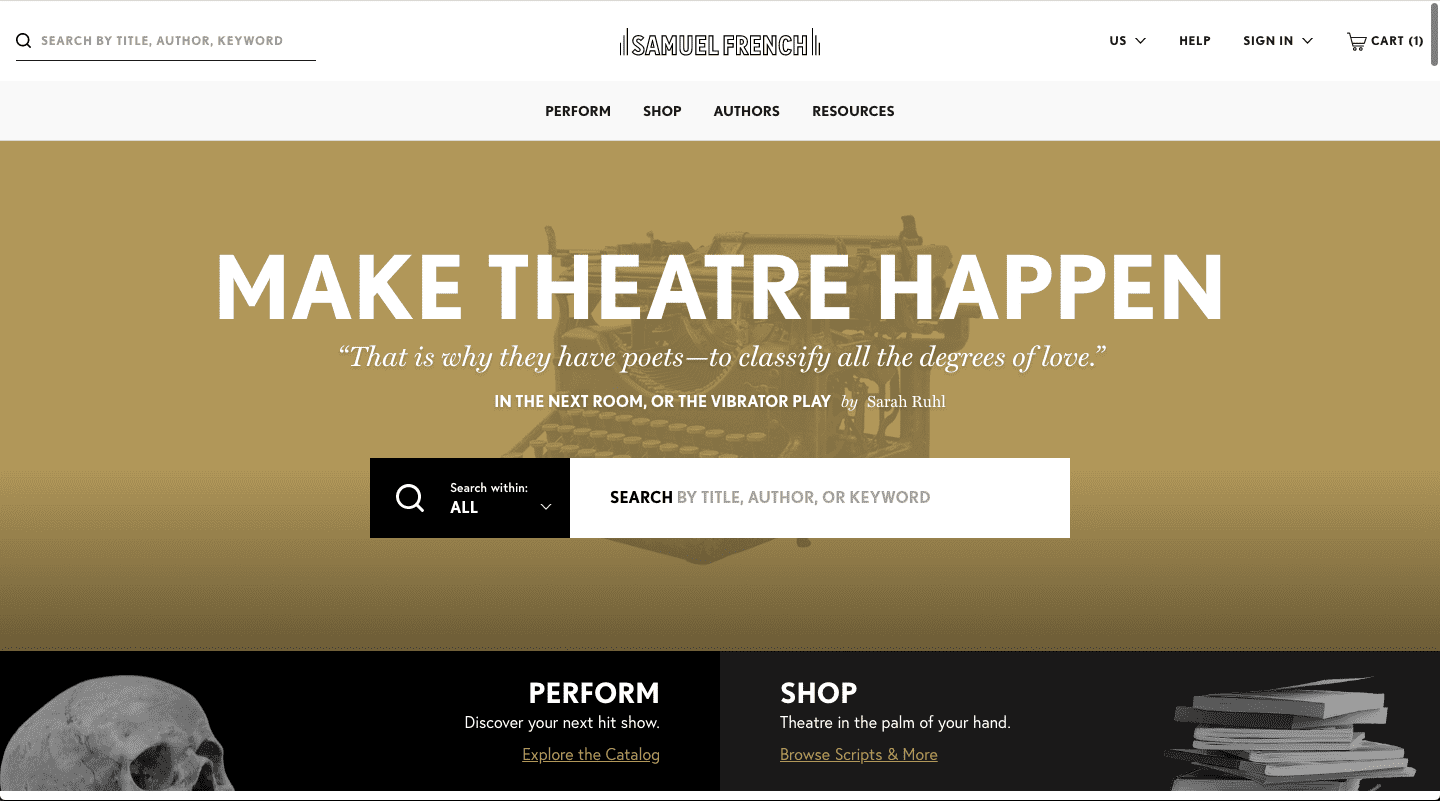 SEARCH BY TITLE, AUTHOR, KEYWORD
SAMUEL FRENCH
US
HELP
SIGN IN
CART (1)
PERFORM
SHOP
AUTHORS
RESOURCES
MAKE THEATRE HAPPEN
“That is why they have poets—to classify all the degrees of love.”
IN THE NEXT ROOM, OR THE VIBRATOR PLAY by Sarah Ruhl
Search within:
ALL
SEARCH BY TITLE, AUTHOR, OR KEYWORD
PERFORM
Discover your next hit show.
Explore the Catalog
SHOP
Theatre in the palm of your hand.
Browse Scripts & More